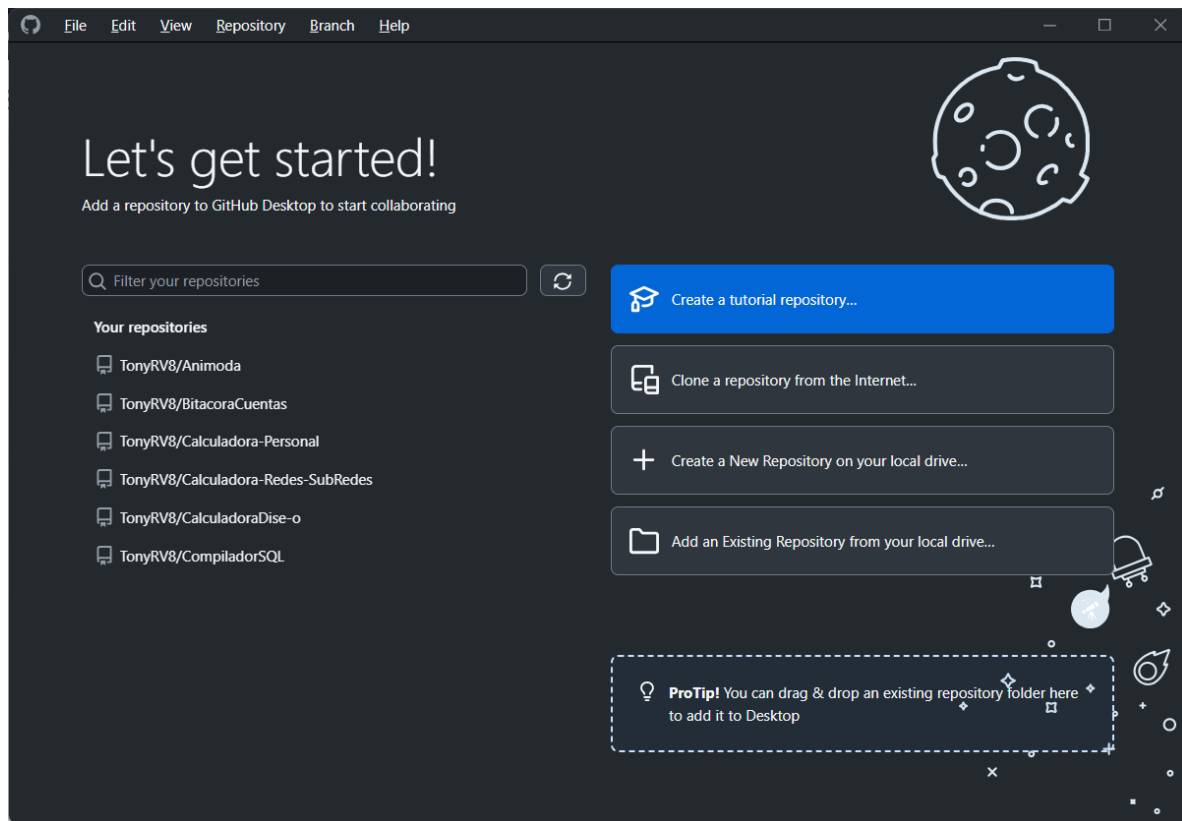 File Edit View Repository Branch Help
Let's get started!
Add a repository to GitHub Desktop to start collaborating
Filter your repositories
Your repositories
TonyRV8/Animoda
TonyRV8/BitacoraCuentas
TonyRV8/Calculadora-Personal
TonyRV8/Calculadora-Redes-SubRedes
TonyRV8/CalculadoraDise-o
TonyRV8/CompiladorSQL
Create a tutorial repository...
Clone a repository from the Internet...
Create a New Repository on your local drive...
Add an Existing Repository from your local drive...
ProTip! You can drag & drop an existing repository folder here
to add it to Desktop